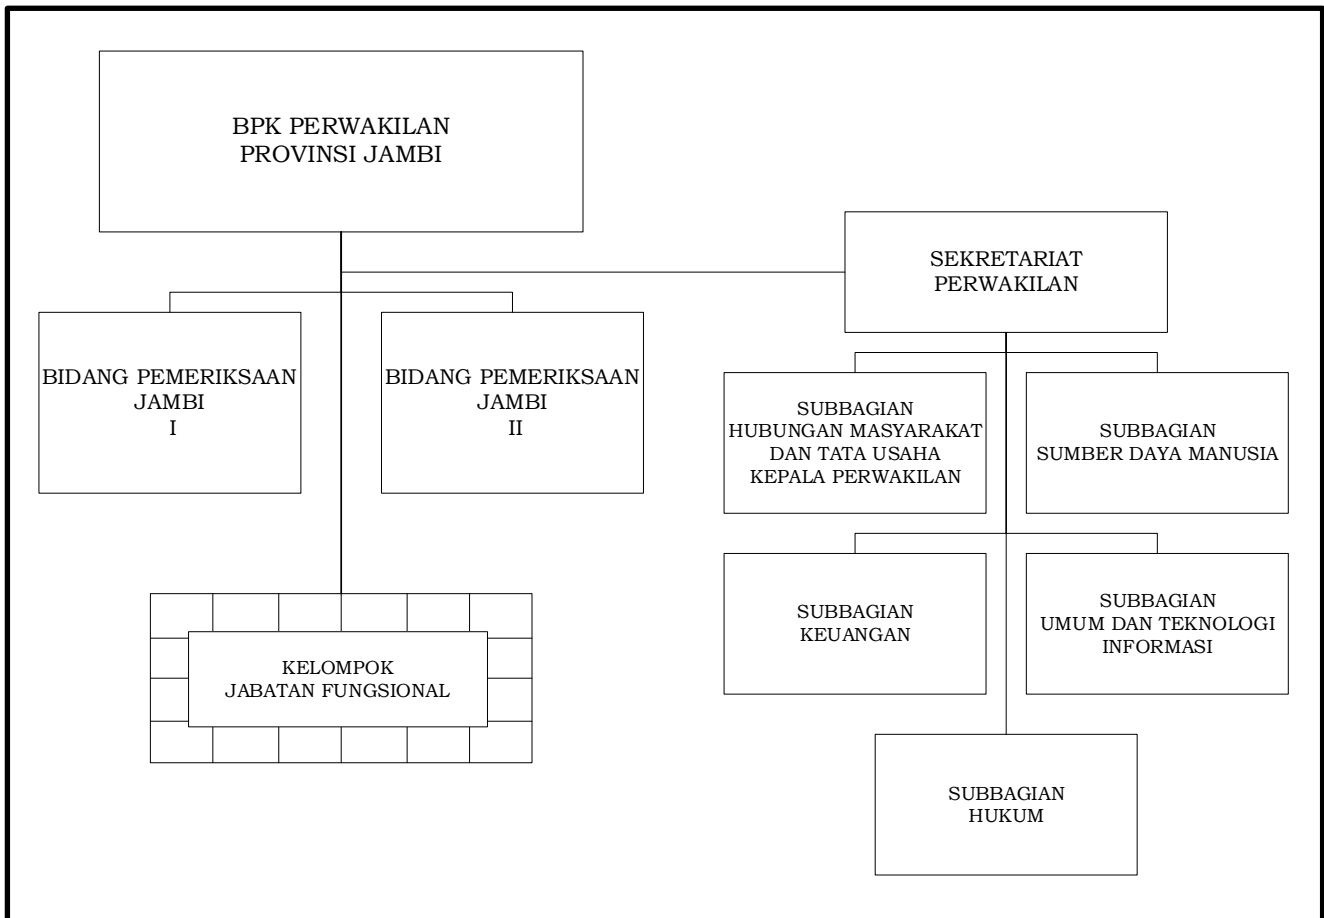 BPK PERWAKILAN
PROVINSI JAMBI
SEKRETARIAT
PERWAKILAN
BIDANG PEMERIKSAAN
JAMBI
I
BIDANG PEMERIKSAAN
JAMBI
II
SUBBAGIAN
HUBUNGAN MASYARAKAT
DAN TATA USAHA
KEPALA PERWAKILAN
SUBBAGIAN
SUMBER DAYA MANUSIA
SUBBAGIAN
KEUANGAN
SUBBAGIAN
UMUM DAN TEKNOLOGI
INFORMASI
KELOMPOK
JABATAN FUNGSIONAL
SUBBAGIAN
HUKUM